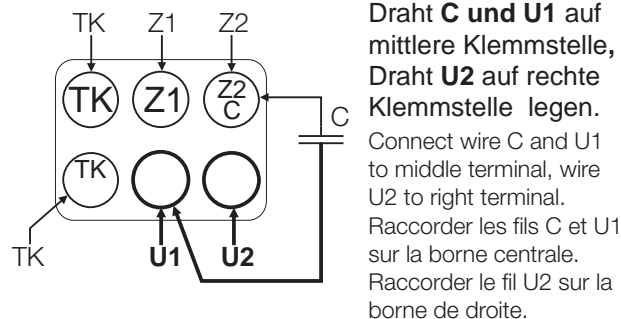 TK Z1 Z2
TK Z1 Z2
C
C
TK
TK
U1 U2
Draht C und U1 auf
mittlere Klemmstelle,
Draht U2 auf rechte
Klemmstelle legen.
Connect wire C and U1
to middle terminal, wire
U2 to right terminal.
Raccorder les fils C et U1
sur la borne centrale.
Raccorder le fil U2 sur la
borne de droite.